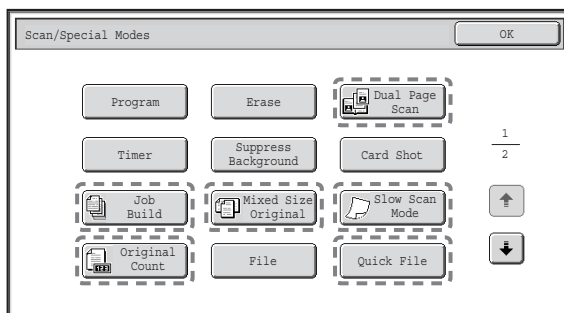 Scan/Special Modes
OK
Program
Erase
Dual Page
Scan
Timer
Suppress
Background
Card Shot
1
2
Job
Build
Mixed Size
Original
Slow Scan
Mode
Original
Count
File
Quick File